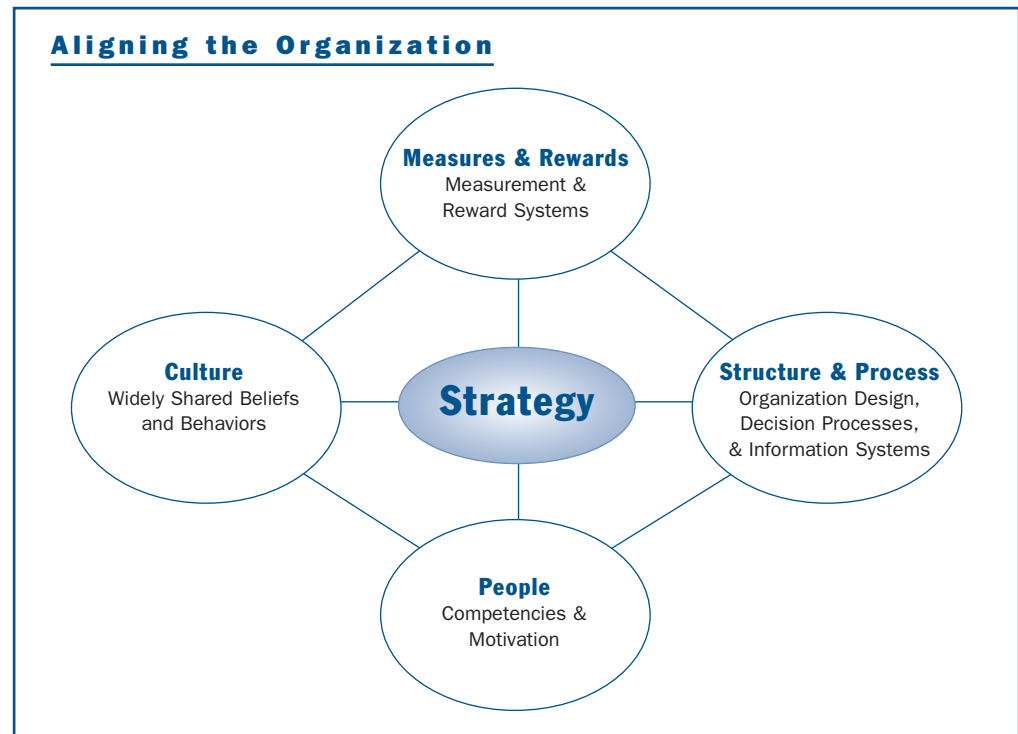 Aligning the Organization
Measures & Rewards
Measurement &
Reward Systems
Culture
Widely Shared Beliefs
and Behaviors
Strategy
Structure & Process
Organization Design,
Decision Processes,
& Information Systems
People
Competencies &
Motivation